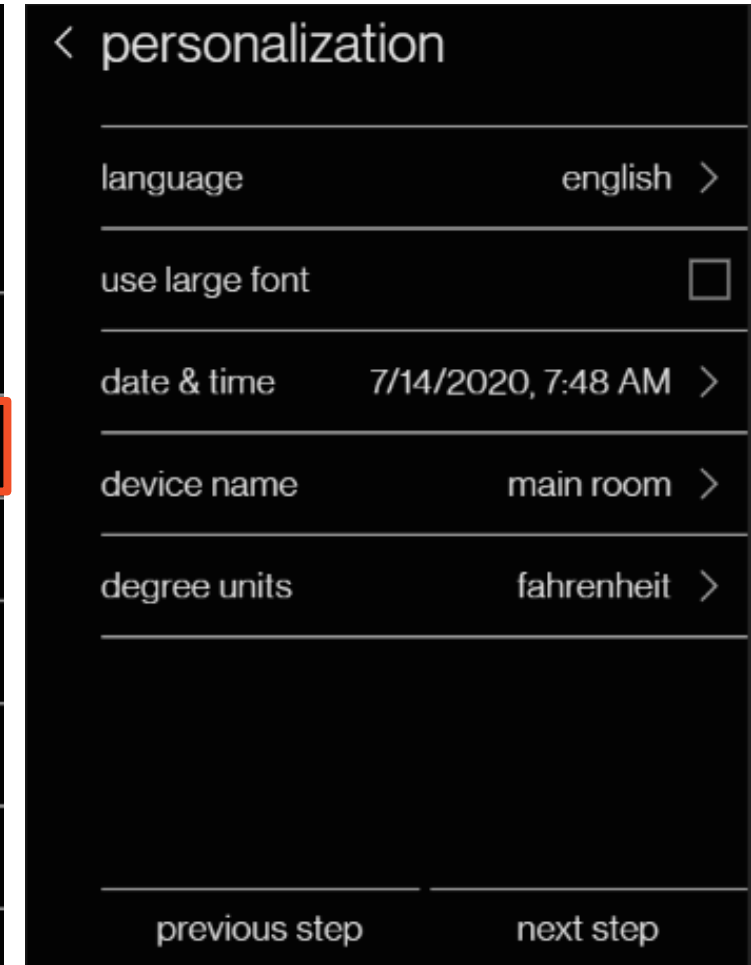 < personalization
language english >
use large font
date & time 7/14/2020, 7:48 AM >
device name main room >
degree units fahrenheit >
previous step next step